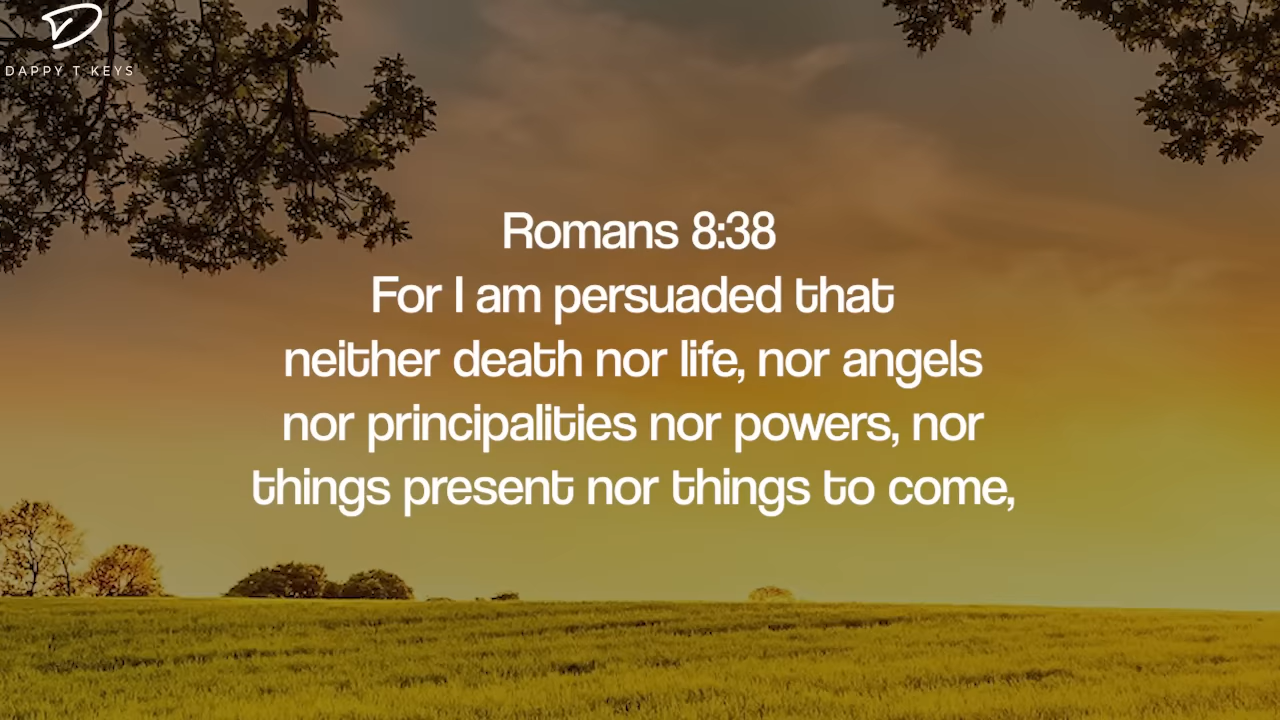 DAPPY T KEYS
Romans 8:38
For I am persuaded that
neither death nor life, nor angels
nor principalities nor powers, nor
things present nor things to come,